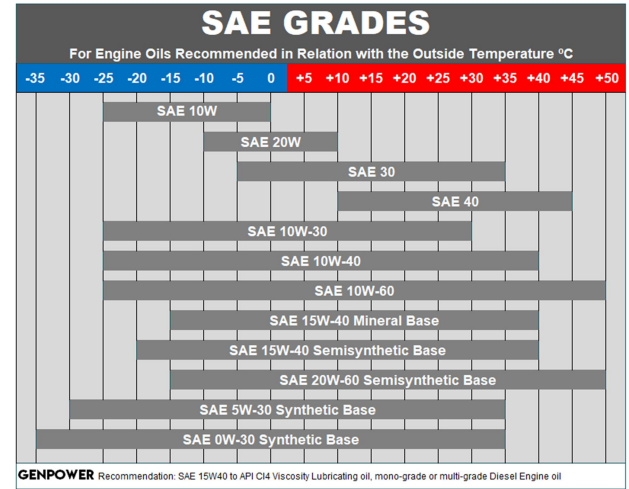 SAE GRADES
For Engine Oils Recommended in Relation with the Outside Temperature ºC
-35 -30 -25 -20 -15 -10 -5 0 +5 +10 +15 +20 +25 +30 +35 +40 +45 +50
SAE 10W
SAE 20W
SAE 30
SAE 40
SAE 10W-30
SAE 10W-40
SAE 10W-60
SAE 15W-40 Mineral Base
SAE 15W-40 Semisynthetic Base
SAE 20W-60 Semisynthetic Base
SAE 5W-30 Synthetic Base
SAE 0W-30 Synthetic Base
GENPOWER Recommendation: SAE 15W40 to API CI4 Viscosity Lubricating oil, mono-grade or multi-grade Diesel Engine oil